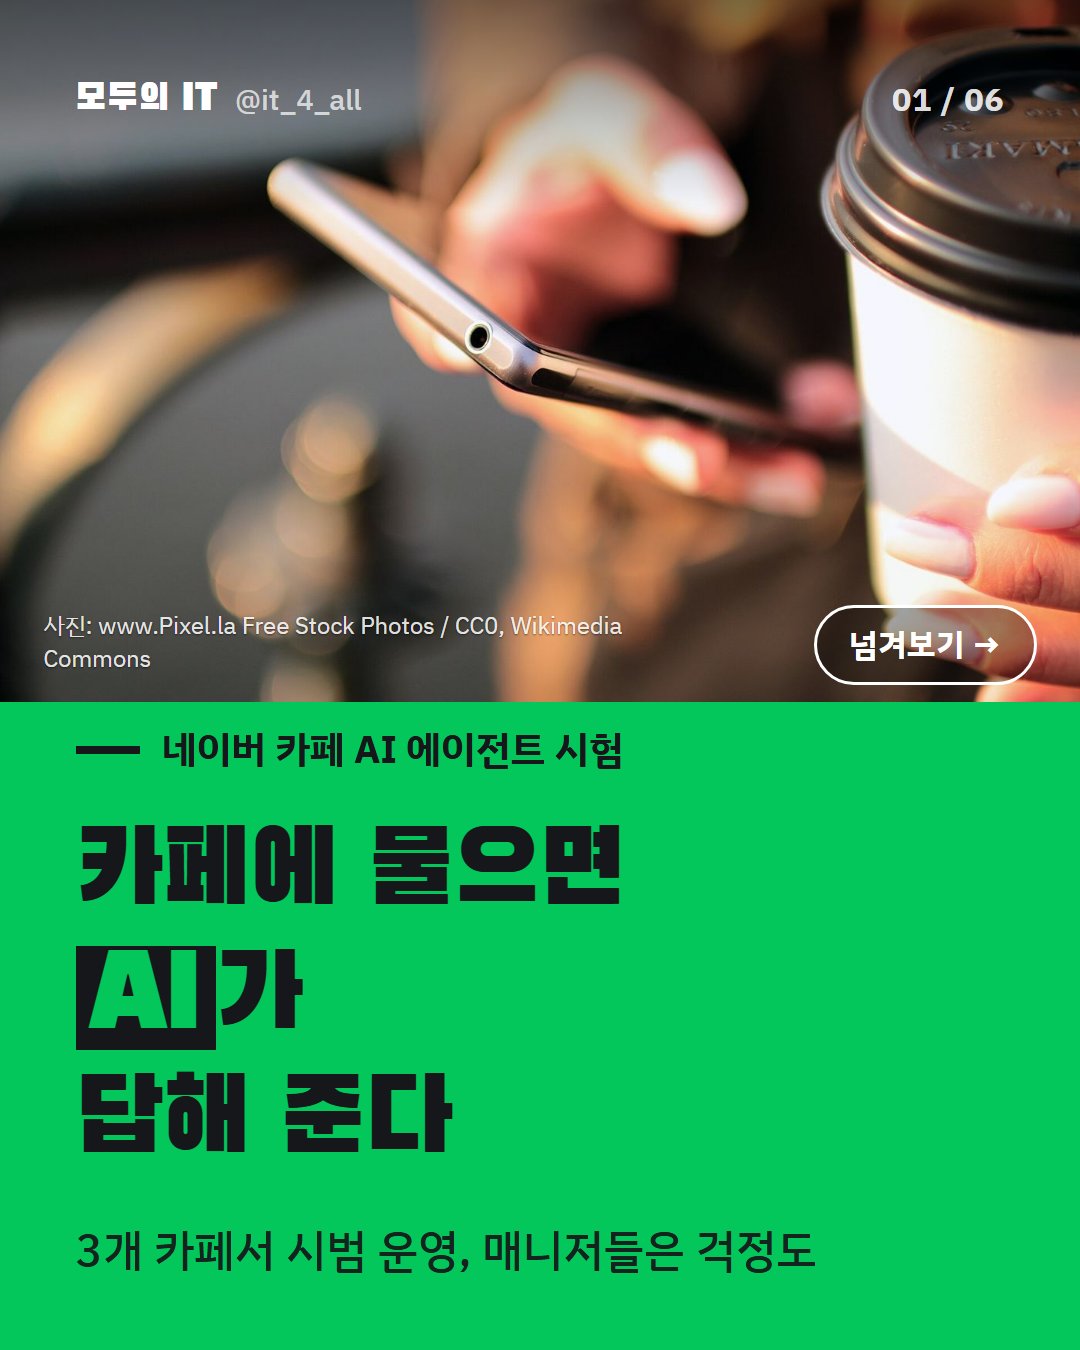 모두의 IT @it_4_all
01 / 06
사진: www.Pixel.la Free Stock Photos / CC0, Wikimedia
Commons
넘겨보기 →
네이버 카페 AI 에이전트 시험
카페에 물으면
AI가
답해 준다
3개 카페서 시범 운영, 매니저들은 걱정도